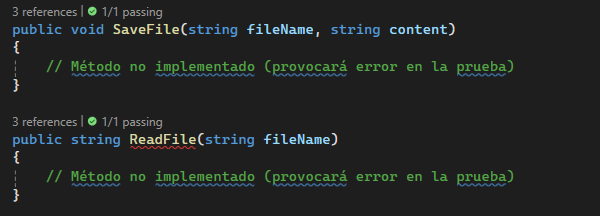 3 references | 1/1 passing
public void SaveFile(string fileName, string content)
{
// Método no implementado (provocará error en la prueba)
}
3 references | 1/1 passing
public string ReadFile(string fileName)
{
// Método no implementado (provocará error en la prueba)
}